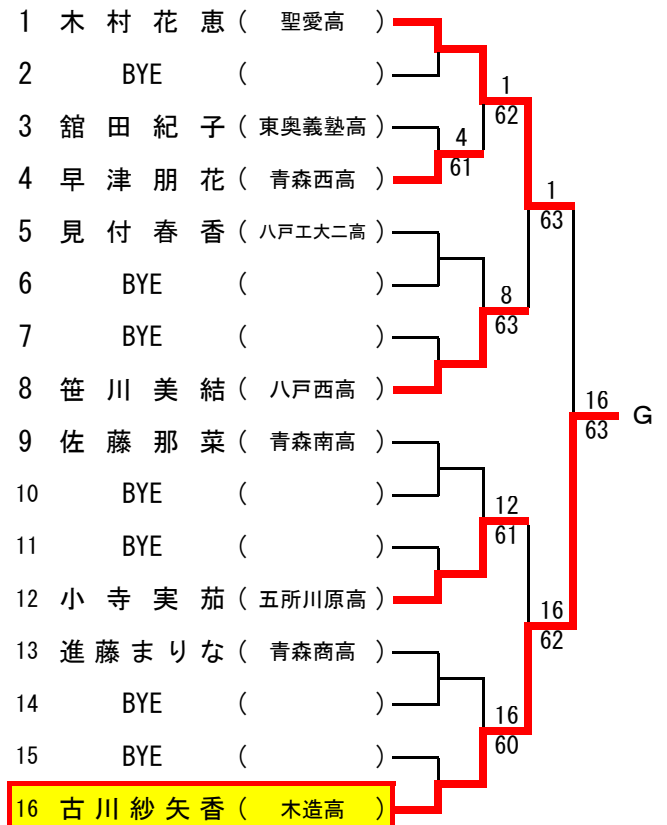 1 木村花恵 ( 聖愛高 )
2 BYE ( )
3 舘田紀子 ( 東奥義塾高 )
4 早津朋花 ( 青森西高 )
5 見付春香 ( 八戸工大二高 )
6 BYE ( )
7 BYE ( )
8 笹川美結 ( 八戸西高 )
9 佐藤那菜 ( 青森南高 )
10 BYE ( )
11 BYE ( )
12 小寺実茄 ( 五所川原高 )
13 進藤まりな ( 青森商高 )
14 BYE ( )
15 BYE ( )
16 古川紗矢香 ( 木造高 )
4
61
1
62
8
63
12
61
16
60
1
63
16
62
16
63
G